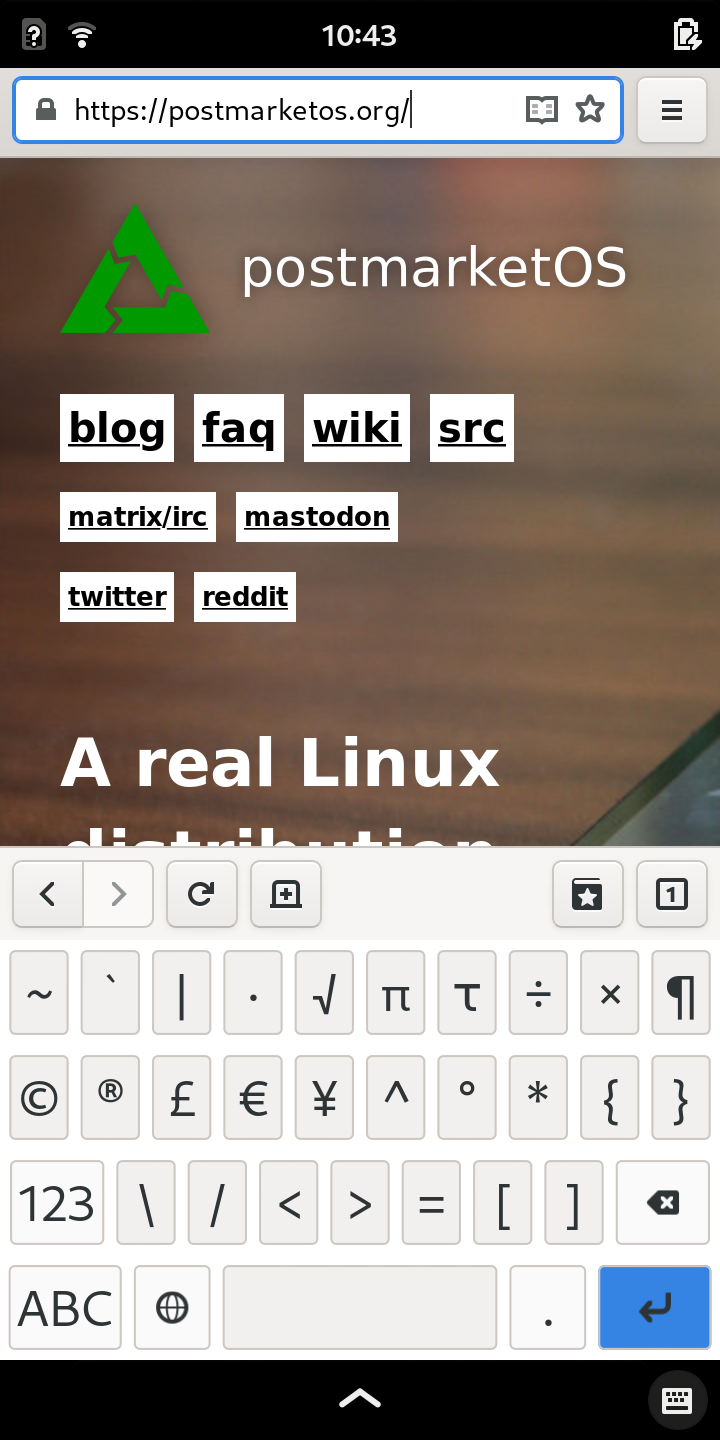 10:43
https://postmarketos.org/
postmarketOS
blog faq wiki src
matrix/irc mastodon
twitter reddit
A real Linux
distribution
1
~ ` | · √ π τ ÷ × ¶
© ® £ € ¥ ^ ° * { }
123 \ / < > = [ ]
ABC .